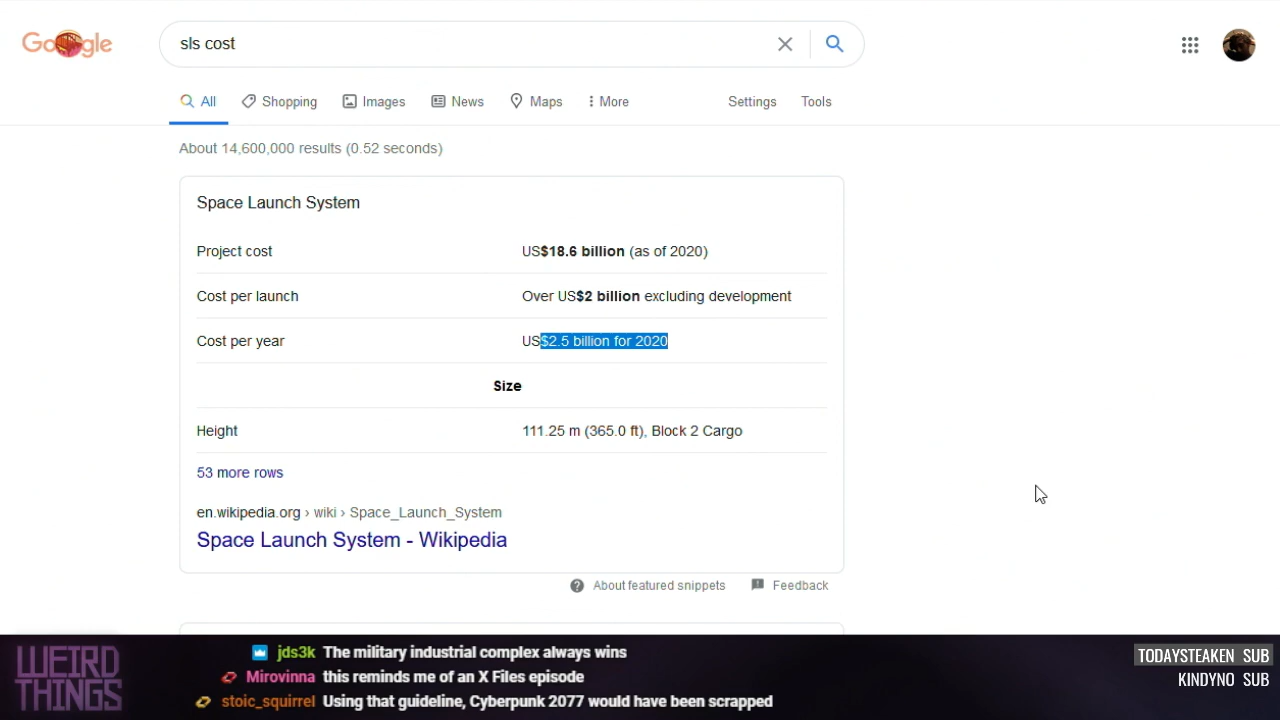 Google
sls cost
All Shopping Images News Maps More Settings Tools
About 14,600,000 results (0.52 seconds)
Space Launch System
Project cost US$18.6 billion (as of 2020)
Cost per launch Over US$2 billion excluding development
Cost per year US$2.5 billion for 2020
Size
Height 111.25 m (365.0 ft), Block 2 Cargo
53 more rows
en.wikipedia.org › wiki › Space_Launch_System
Space Launch System - Wikipedia
About featured snippets Feedback
WEIRD
THINGS
jds3k The military industrial complex always wins
Mirovinna this reminds me of an X Files episode
stoic_squirrel Using that guideline, Cyberpunk 2077 would have been scrapped
TODAYSTEAKEN SUB
KINDYNO SUB